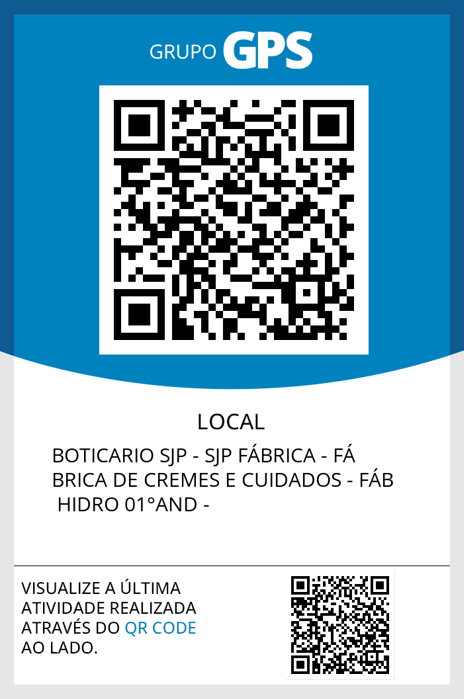 GRUPO GPS
LOCAL
BOTICARIO SJP - SJP FÁBRICA - FÁ
BRICA DE CREMES E CUIDADOS - FÁB
HIDRO 01°AND -
VISUALIZE A ÚLTIMA
ATIVIDADE REALIZADA
ATRAVÉS DO QR CODE
AO LADO.